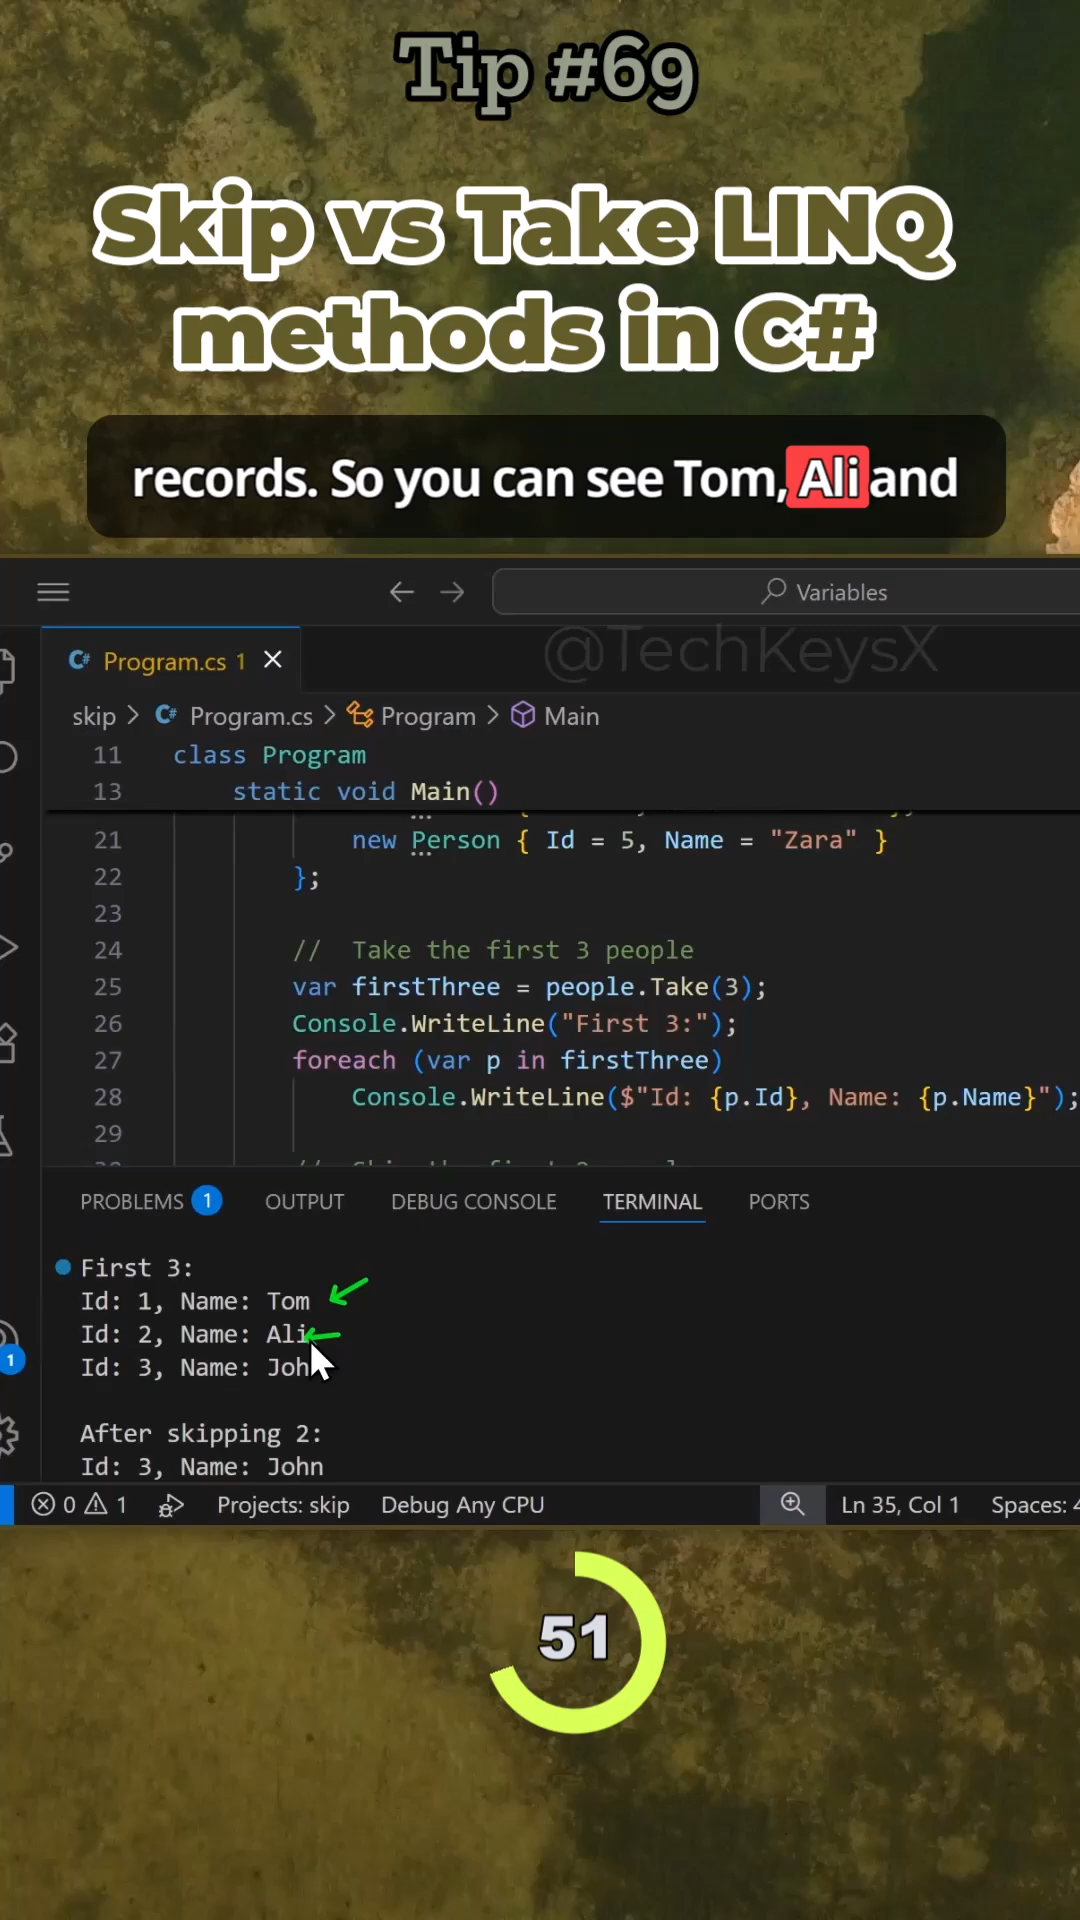 Tip #69
Skip vs Take LINQ
methods in C#
records. So you can see Tom, Ali and
Variables
@TechKeysX
C# Program.cs 1
skip > C# Program.cs > Program > Main
11 class Program
13 static void Main()
21 new Person { Id = 5, Name = "Zara" }
22 };
23
24 // Take the first 3 people
25 var firstThree = people.Take(3);
26 Console.WriteLine("First 3:");
27 foreach (var p in firstThree)
28 Console.WriteLine($"Id: {p.Id}, Name: {p.Name}");
29
PROBLEMS 1 OUTPUT DEBUG CONSOLE TERMINAL PORTS
First 3:
Id: 1, Name: Tom
Id: 2, Name: Ali
Id: 3, Name: Joh
1
After skipping 2:
Id: 3, Name: John
0 1 Projects: skip Debug Any CPU Ln 35, Col 1 Spaces: 4
51